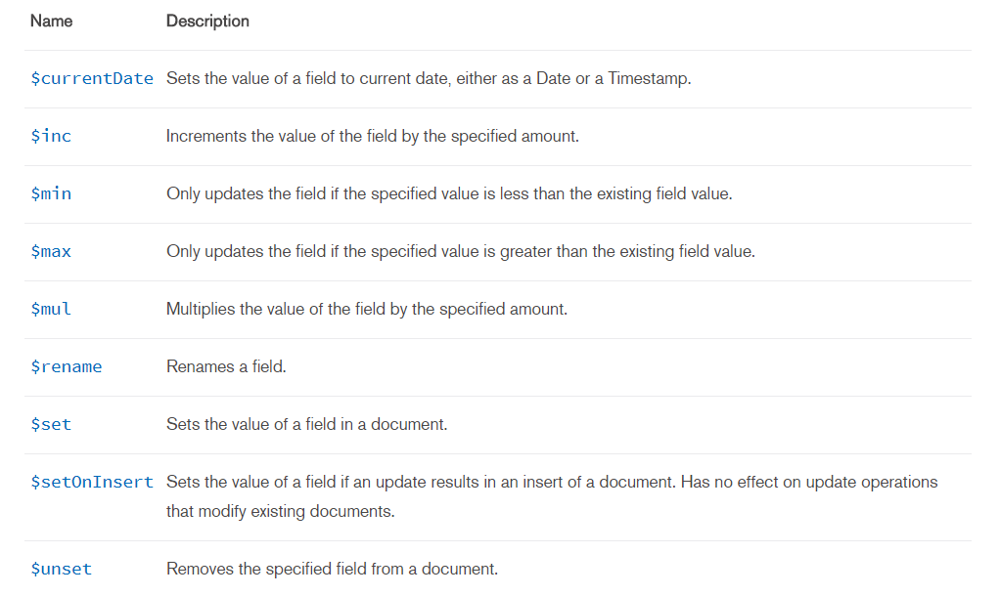 Name Description
$currentDate Sets the value of a field to current date, either as a Date or a Timestamp.
$inc Increments the value of the field by the specified amount.
$min Only updates the field if the specified value is less than the existing field value.
$max Only updates the field if the specified value is greater than the existing field value.
$mul Multiplies the value of the field by the specified amount.
$rename Renames a field.
$set Sets the value of a field in a document.
$setOnInsert Sets the value of a field if an update results in an insert of a document. Has no effect on update operations
that modify existing documents.
$unset Removes the specified field from a document.